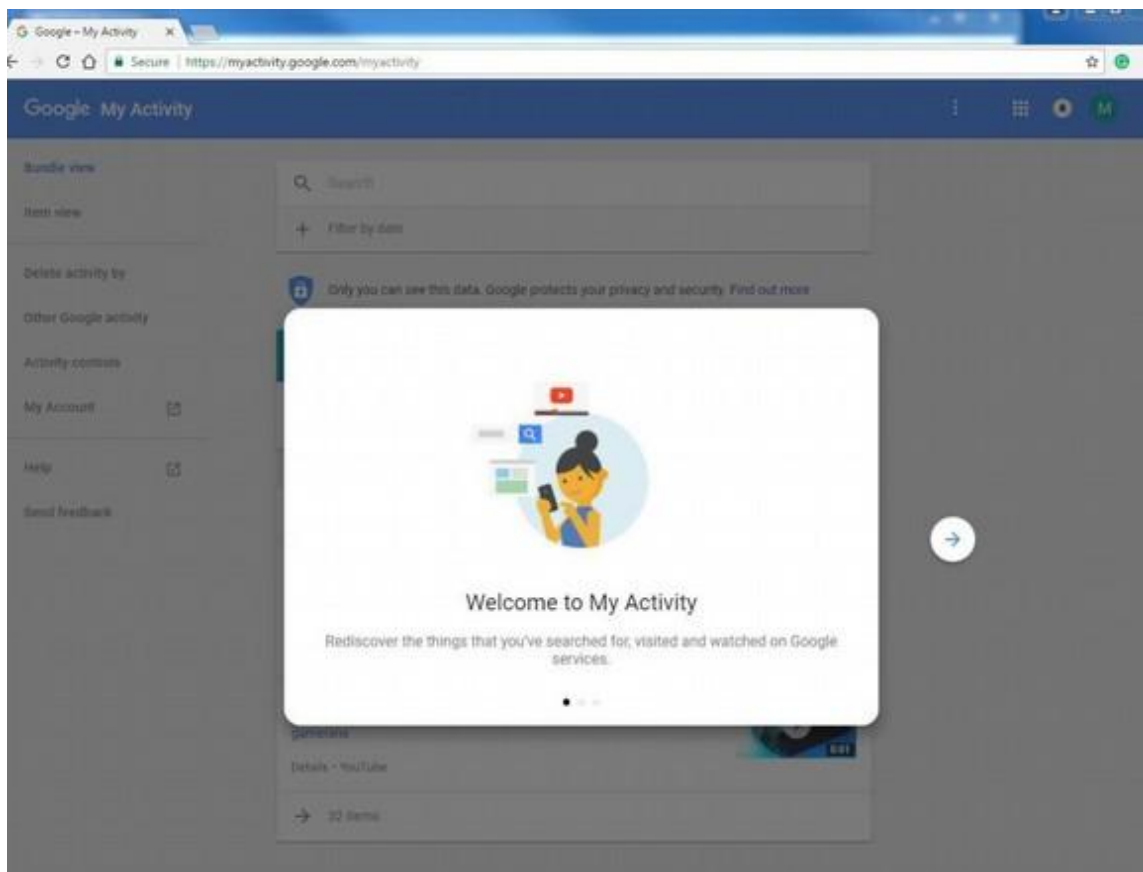 Google – My Activity
Secure | https://myactivity.google.com/myactivity
Google My Activity
M
Bundle view
Item view
Delete activity by
Other Google activity
Activity controls
My Account
Help
Send feedback
Search
Filter by date
Only you can see this data. Google protects your privacy and security. Find out more
Welcome to My Activity
Rediscover the things that you've searched for, visited and watched on Google
services.
Details • YouTube
32 items